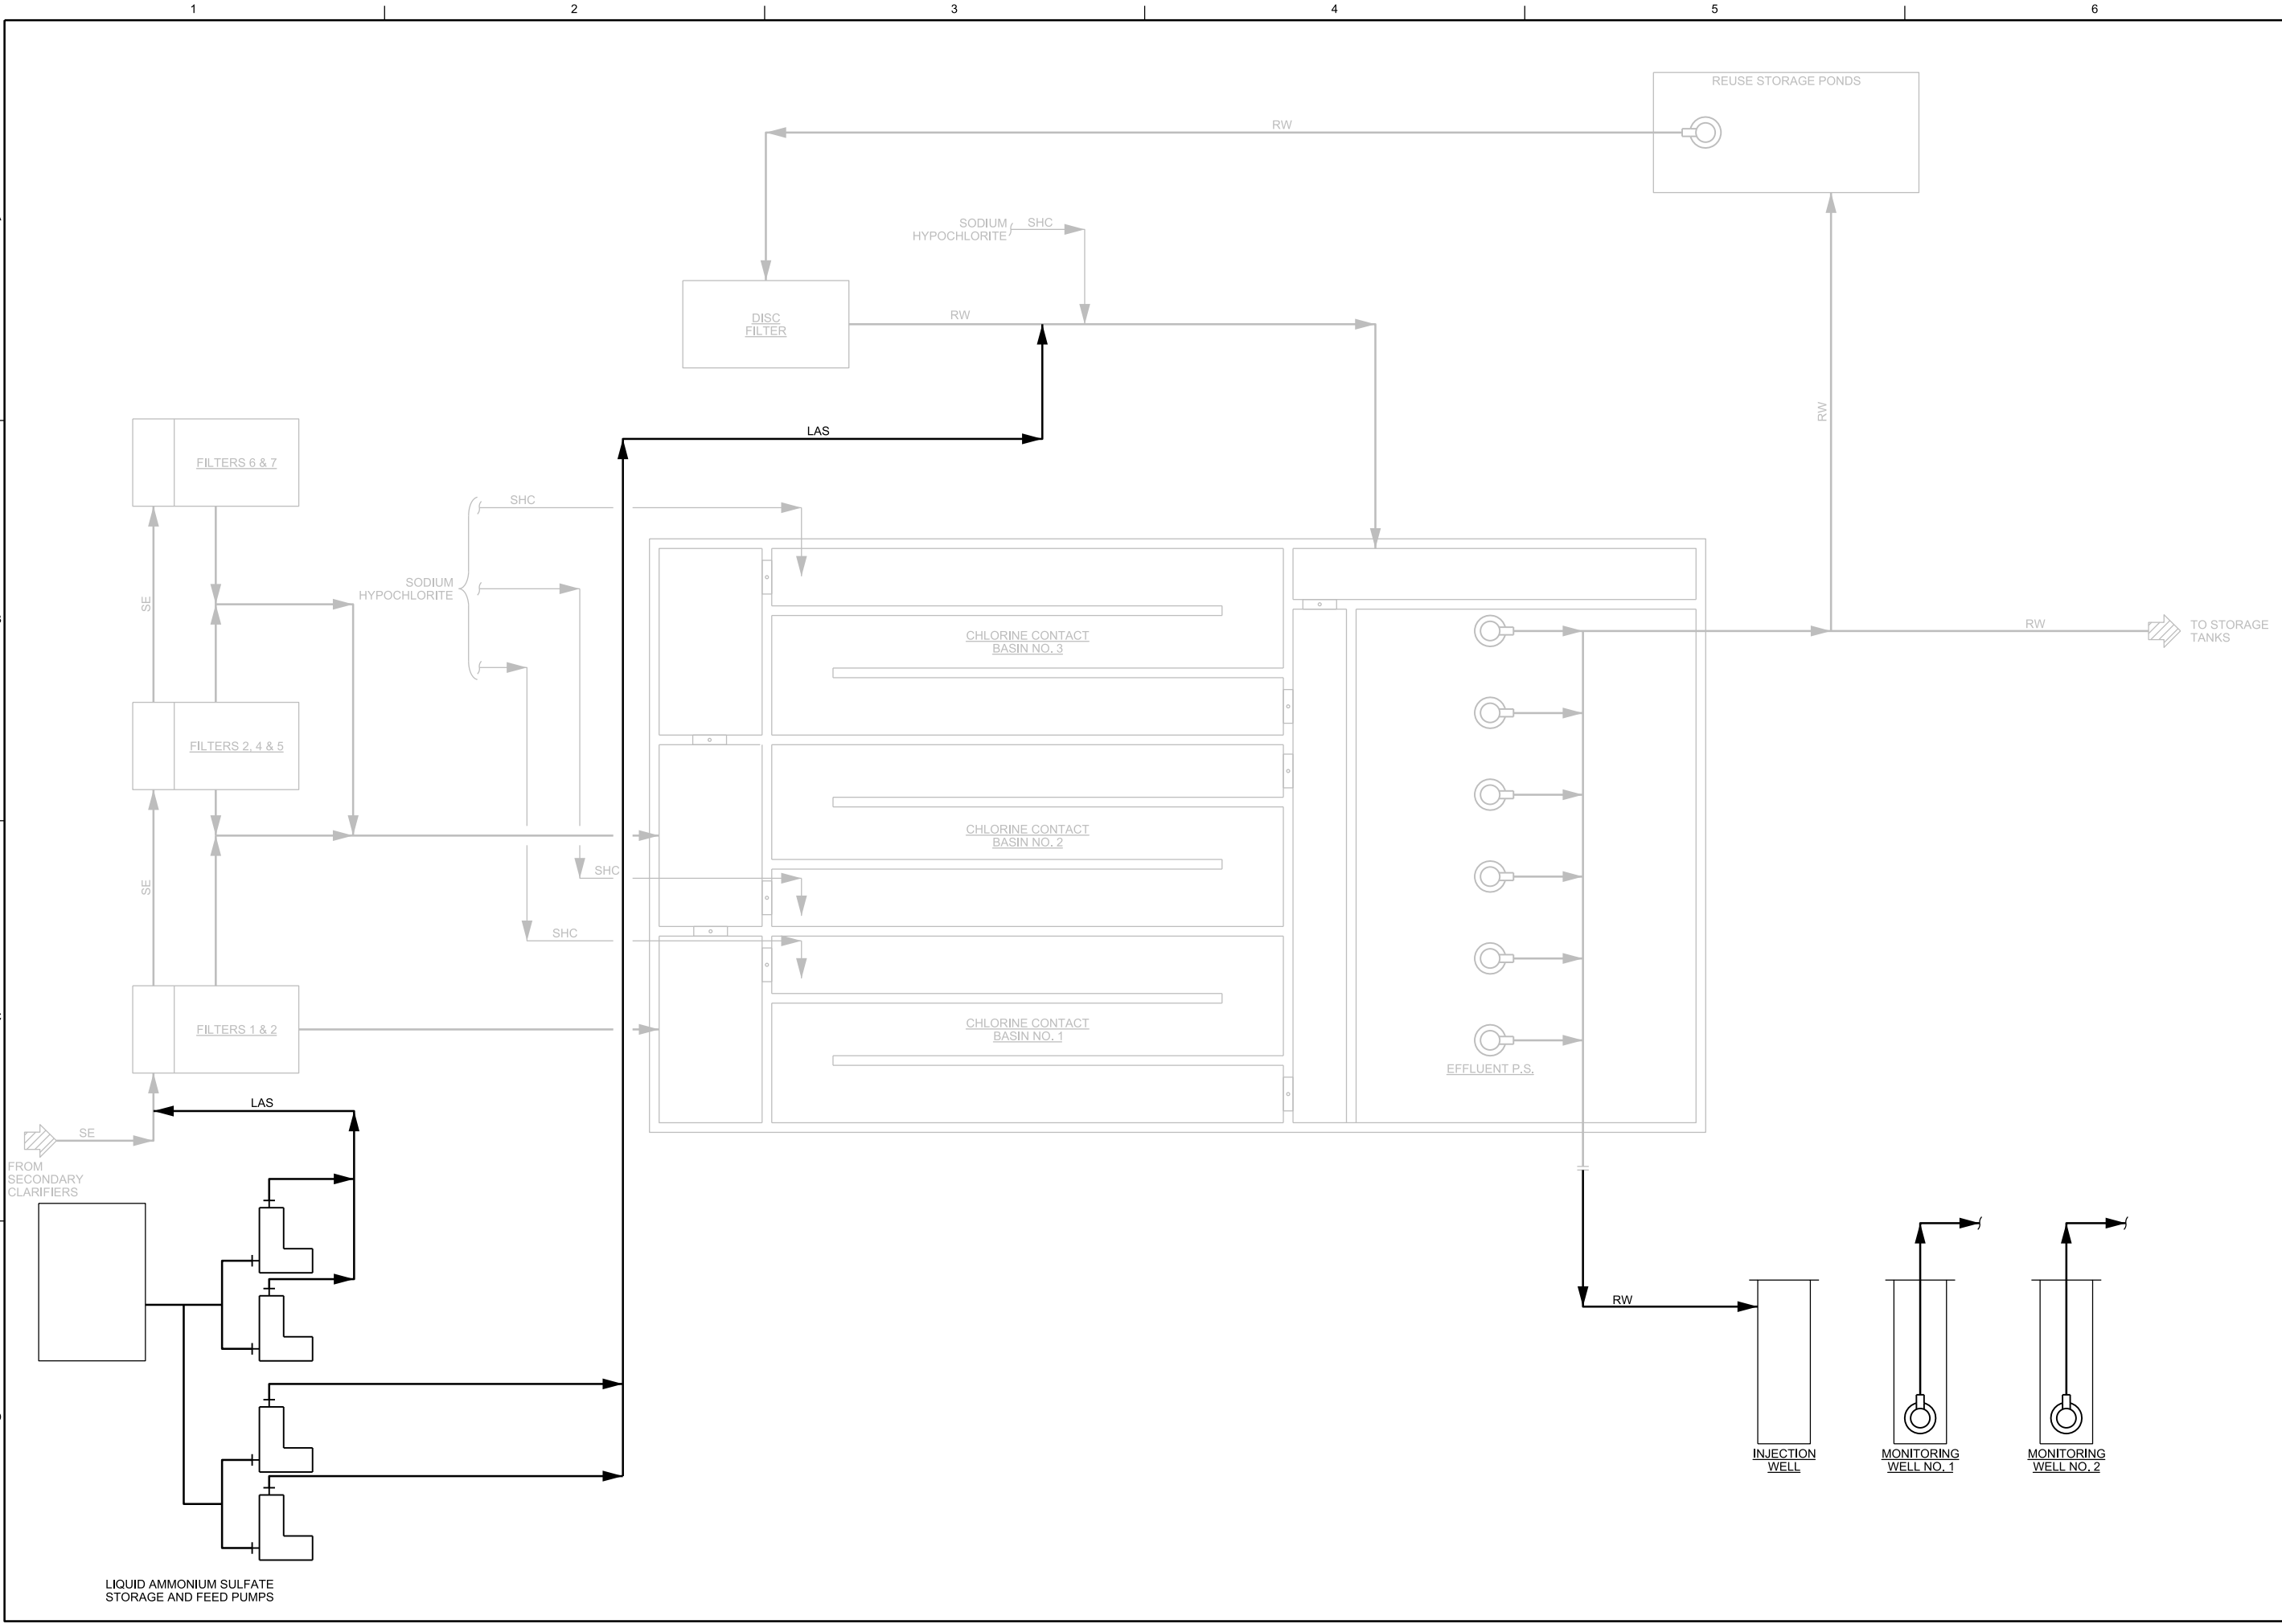 1
2
3
4
5
6
REUSE STORAGE PONDS
RW
SODIUM
HYPOCHLORITE
SHC
DISC
FILTER
RW
RW
LAS
FILTERS 6 & 7
SHC
SODIUM
HYPOCHLORITE
SE
CHLORINE CONTACT
BASIN NO. 3
RW
TO STORAGE
TANKS
FILTERS 2, 4 & 5
CHLORINE CONTACT
BASIN NO. 2
SHC
SE
SHC
FILTERS 1 & 2
CHLORINE CONTACT
BASIN NO. 1
EFFLUENT P.S.
LAS
SE
FROM
SECONDARY
CLARIFIERS
RW
INJECTION
WELL
MONITORING
WELL NO. 1
MONITORING
WELL NO. 2
LIQUID AMMONIUM SULFATE
STORAGE AND FEED PUMPS